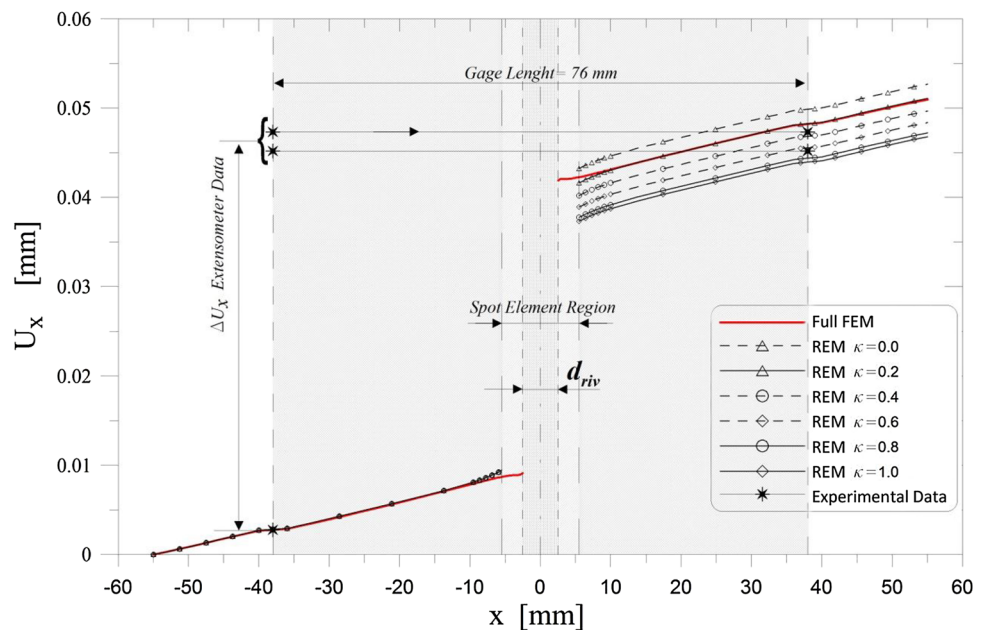 0.06
0.05
0.04
0.03
0.02
0.01
0
U_x [mm]
Gage Lenght = 76 mm
ΔU_x Extensometer Data
Spot Element Region
d_riv
Full FEM
REM κ=0.0
REM κ=0.2
REM κ=0.4
REM κ=0.6
REM κ=0.8
REM κ=1.0
Experimental Data
-60 -50 -40 -30 -20 -10 0 10 20 30 40 50 60
x [mm]